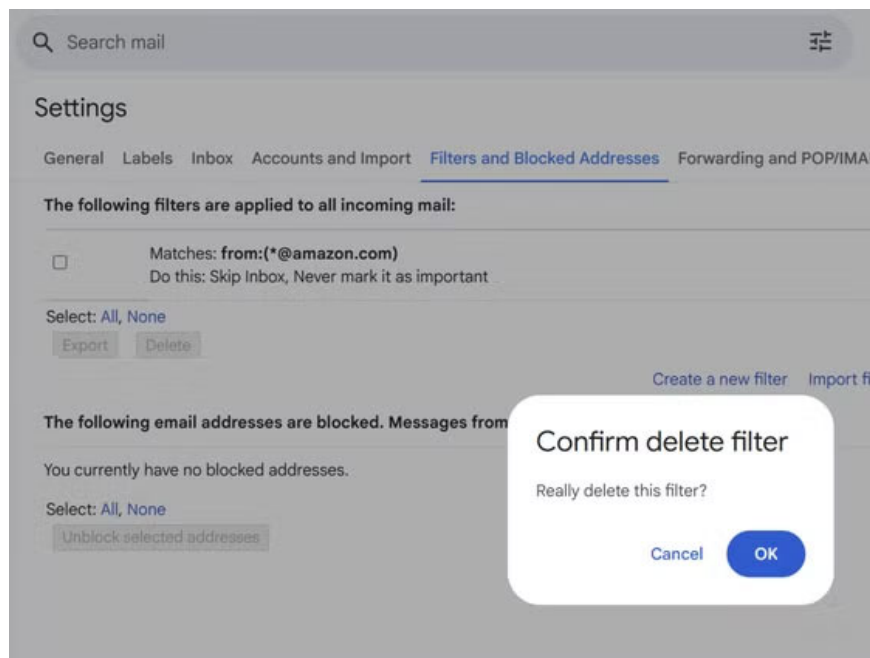 Search mail
Settings
General Labels Inbox Accounts and Import Filters and Blocked Addresses Forwarding and POP/IMA
The following filters are applied to all incoming mail:
Matches: from:(*@amazon.com)
Do this: Skip Inbox, Never mark it as important
Select: All, None
Export Delete
Create a new filter Import fi
The following email addresses are blocked. Messages from
You currently have no blocked addresses.
Select: All, None
Unblock selected addresses
Confirm delete filter
Really delete this filter?
Cancel OK